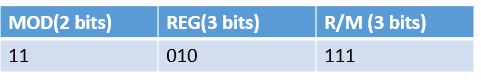 MOD(2 bits) REG(3 bits) R/M (3 bits)
11 010 111